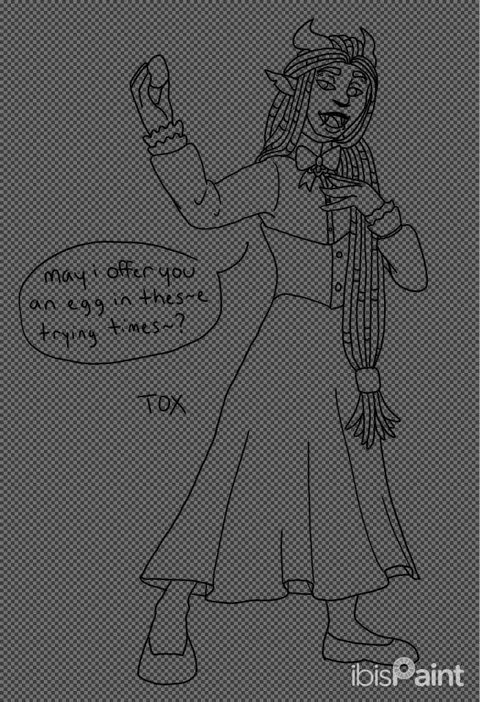 may i offer you
an egg in thes~e
trying times~?
TOX
ibisPaint